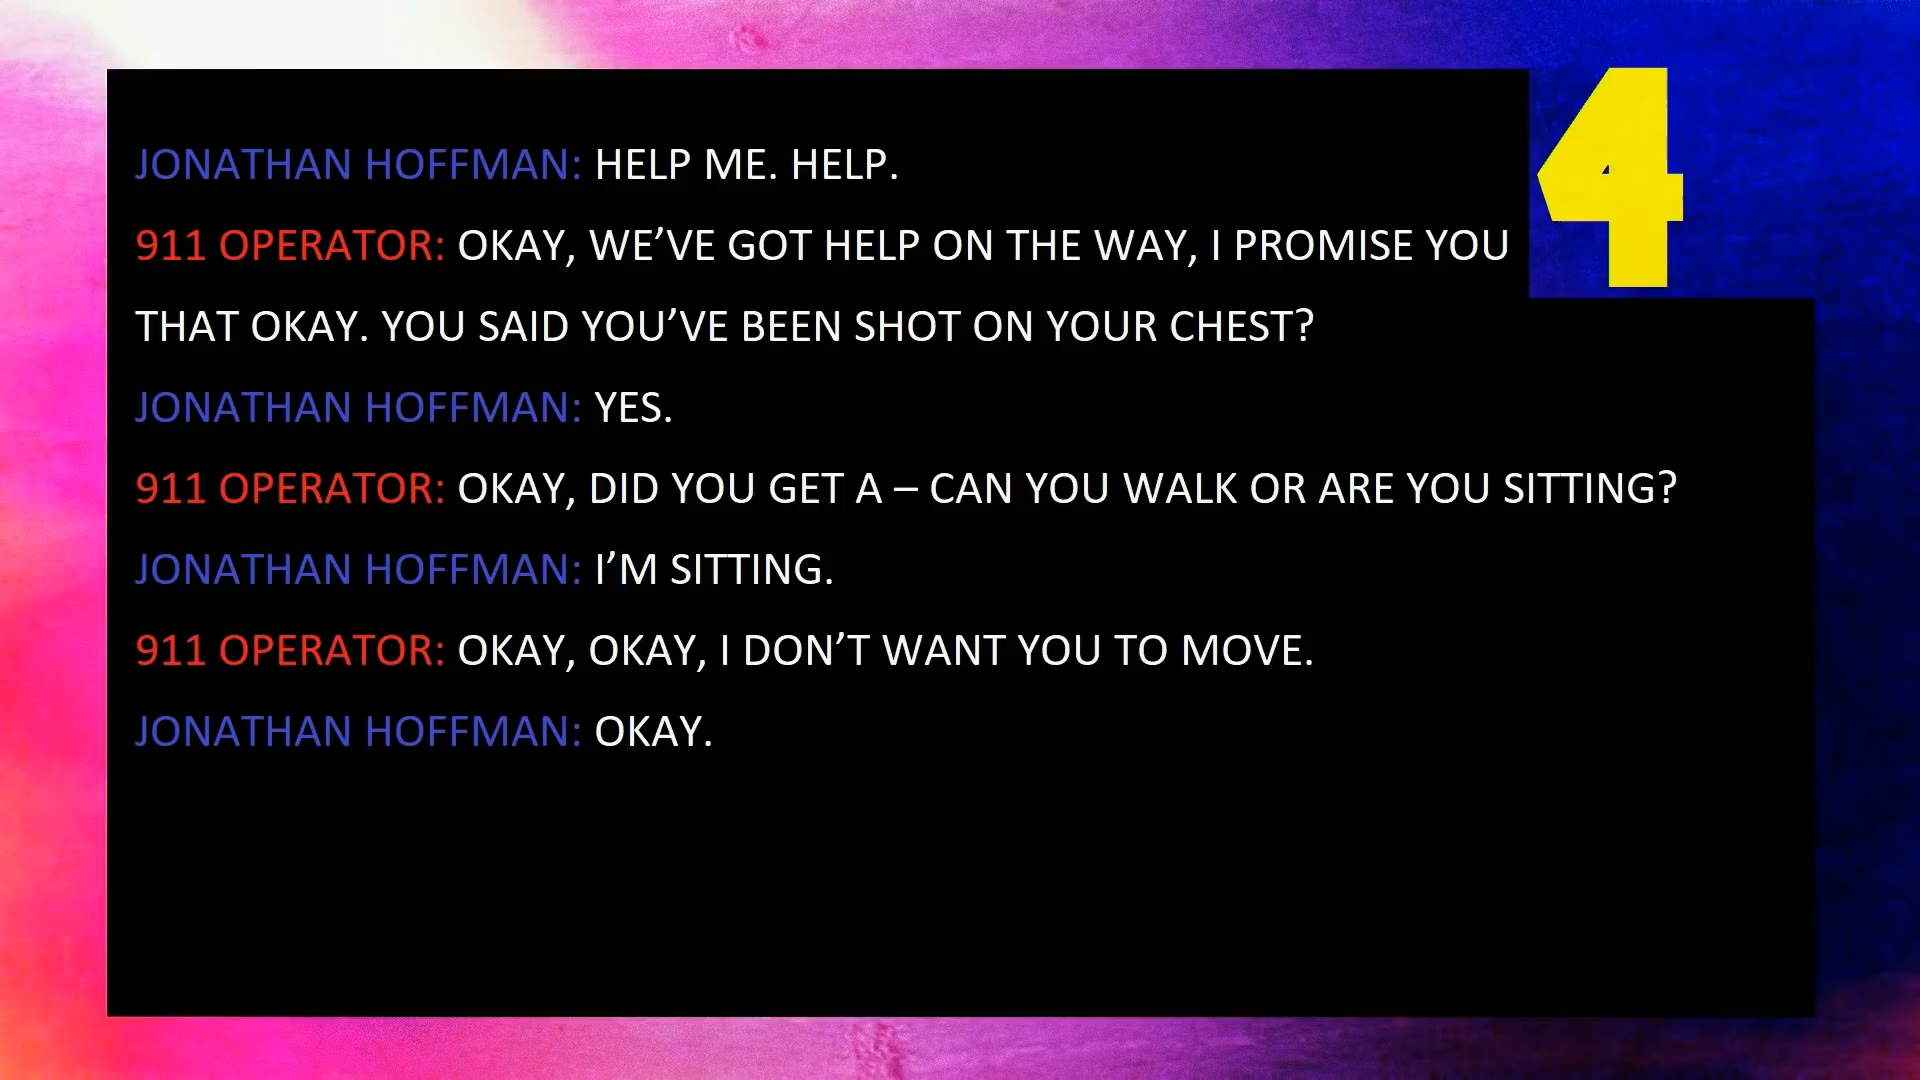 JONATHAN HOFFMAN: HELP ME. HELP.
911 OPERATOR: OKAY, WE’VE GOT HELP ON THE WAY, I PROMISE YOU
THAT OKAY. YOU SAID YOU’VE BEEN SHOT ON YOUR CHEST?
JONATHAN HOFFMAN: YES.
911 OPERATOR: OKAY, DID YOU GET A – CAN YOU WALK OR ARE YOU SITTING?
JONATHAN HOFFMAN: I’M SITTING.
911 OPERATOR: OKAY, OKAY, I DON’T WANT YOU TO MOVE.
JONATHAN HOFFMAN: OKAY.
4